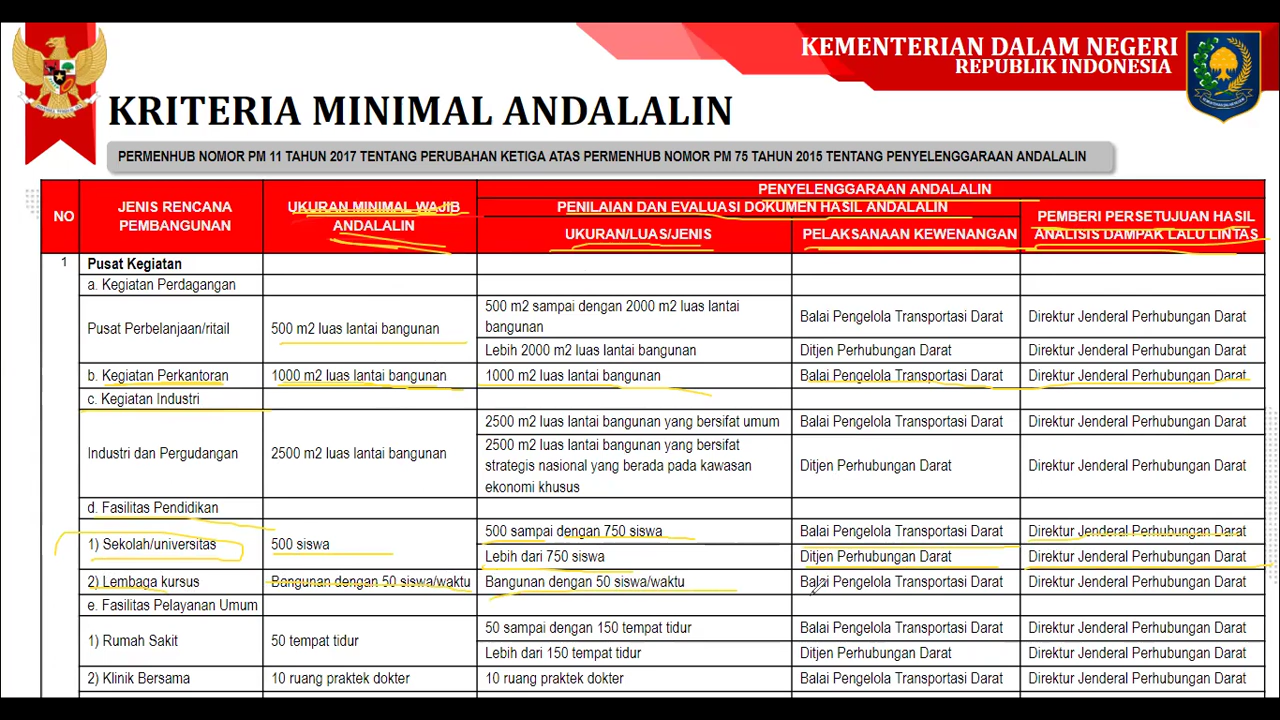 KEMENTERIAN DALAM NEGERI
REPUBLIK INDONESIA
KRITERIA MINIMAL ANDALALIN
PERMENHUB NOMOR PM 11 TAHUN 2017 TENTANG PERUBAHAN KETIGA ATAS PERMENHUB NOMOR PM 75 TAHUN 2015 TENTANG PENYELENGGARAAN ANDALALIN
NO
JENIS RENCANA
PEMBANGUNAN
UKURAN MINIMAL WAJIB
ANDALALIN
PENYELENGGARAAN ANDALALIN
PENILAIAN DAN EVALUASI DOKUMEN HASIL ANDALALIN
UKURAN/LUAS/JENIS
PELAKSANAAN KEWENANGAN
PEMBERI PERSETUJUAN HASIL
ANALISIS DAMPAK LALU LINTAS
1
Pusat Kegiatan
a. Kegiatan Perdagangan
Pusat Perbelanjaan/ritail
500 m2 luas lantai bangunan
500 m2 sampai dengan 2000 m2 luas lantai
bangunan
Balai Pengelola Transportasi Darat
Direktur Jenderal Perhubungan Darat
Lebih 2000 m2 luas lantai bangunan
Ditjen Perhubungan Darat
Direktur Jenderal Perhubungan Darat
b. Kegiatan Perkantoran
1000 m2 luas lantai bangunan
1000 m2 luas lantai bangunan
Balai Pengelola Transportasi Darat
Direktur Jenderal Perhubungan Darat
c. Kegiatan Industri
Industri dan Pergudangan
2500 m2 luas lantai bangunan
2500 m2 luas lantai bangunan yang bersifat umum
Balai Pengelola Transportasi Darat
Direktur Jenderal Perhubungan Darat
2500 m2 luas lantai bangunan yang bersifat
strategis nasional yang berada pada kawasan
ekonomi khusus
Ditjen Perhubungan Darat
Direktur Jenderal Perhubungan Darat
d. Fasilitas Pendidikan
1) Sekolah/universitas
500 siswa
500 sampai dengan 750 siswa
Balai Pengelola Transportasi Darat
Direktur Jenderal Perhubungan Darat
Lebih dari 750 siswa
Ditjen Perhubungan Darat
Direktur Jenderal Perhubungan Darat
2) Lembaga kursus
Bangunan dengan 50 siswa/waktu
Bangunan dengan 50 siswa/waktu
Balai Pengelola Transportasi Darat
Direktur Jenderal Perhubungan Darat
e. Fasilitas Pelayanan Umum
1) Rumah Sakit
50 tempat tidur
50 sampai dengan 150 tempat tidur
Balai Pengelola Transportasi Darat
Direktur Jenderal Perhubungan Darat
Lebih dari 150 tempat tidur
Ditjen Perhubungan Darat
Direktur Jenderal Perhubungan Darat
2) Klinik Bersama
10 ruang praktek dokter
10 ruang praktek dokter
Balai Pengelola Transportasi Darat
Direktur Jenderal Perhubungan Darat